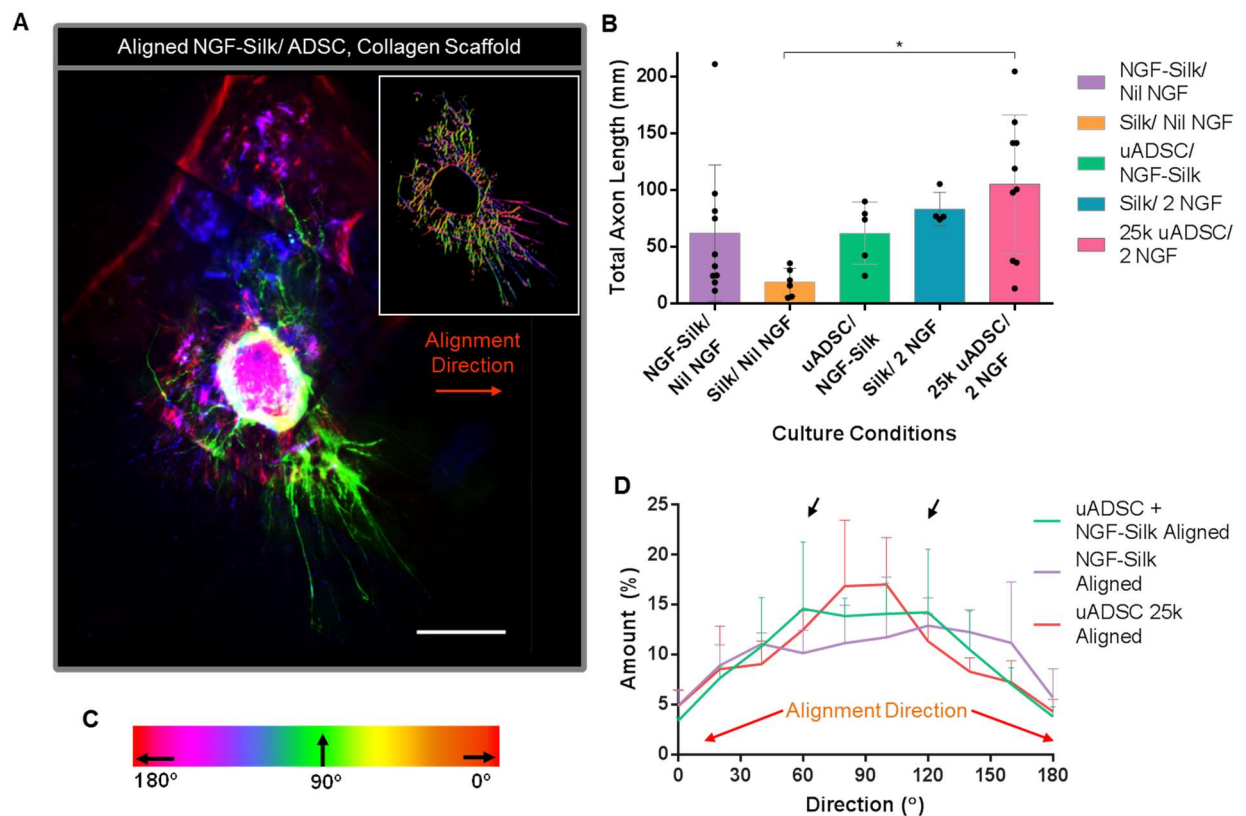 A
Aligned NGF-Silk/ ADSC, Collagen Scaffold
Alignment
Direction
B
*
Total Axon Length (mm)
200
150
100
50
0
NGF-Silk/
Nil NGF
Silk/ Nil NGF
uADSC/
NGF-Silk
Silk/ 2 NGF
25k uADSC/
2 NGF
Culture Conditions
NGF-Silk/
Nil NGF
Silk/ Nil NGF
uADSC/
NGF-Silk
Silk/ 2 NGF
25k uADSC/
2 NGF
C
180°
90°
0°
D
Amount (%)
25
20
15
10
5
0
Alignment Direction
0
30
60
90
120
150
180
Direction (°)
uADSC +
NGF-Silk Aligned
NGF-Silk
Aligned
uADSC 25k
Aligned